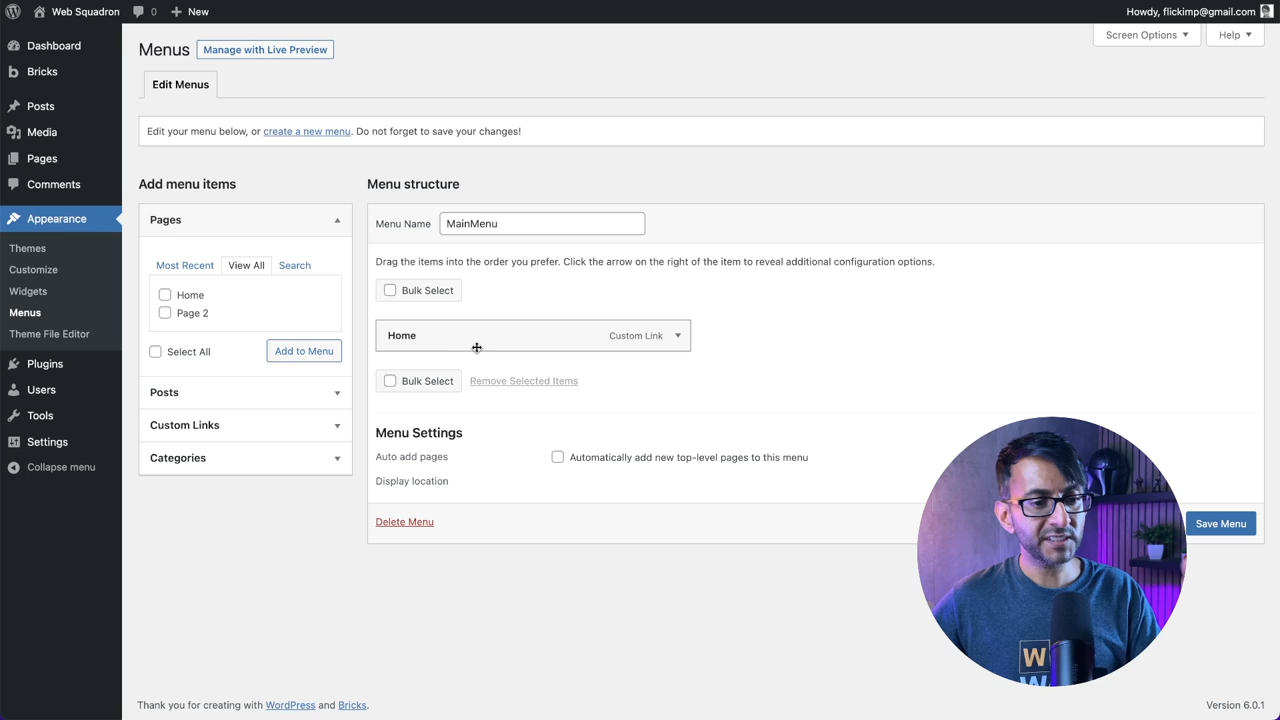 Web Squadron
0
New
Howdy, flickimp@gmail.com
Dashboard
Bricks
Posts
Media
Pages
Comments
Appearance
Themes
Customize
Widgets
Menus
Theme File Editor
Plugins
Users
Tools
Settings
Collapse menu
Screen Options
Help
Menus
Manage with Live Preview
Edit Menus
Edit your menu below, or create a new menu. Do not forget to save your changes!
Add menu items
Pages
Most Recent
View All
Search
Home
Page 2
Select All
Add to Menu
Posts
Custom Links
Categories
Menu structure
Menu Name
MainMenu
Drag the items into the order you prefer. Click the arrow on the right of the item to reveal additional configuration options.
Bulk Select
Home
Custom Link
Bulk Select
Remove Selected Items
Menu Settings
Auto add pages
Automatically add new top-level pages to this menu
Display location
Delete Menu
Save Menu
W
Thank you for creating with WordPress and Bricks.
Version 6.0.1